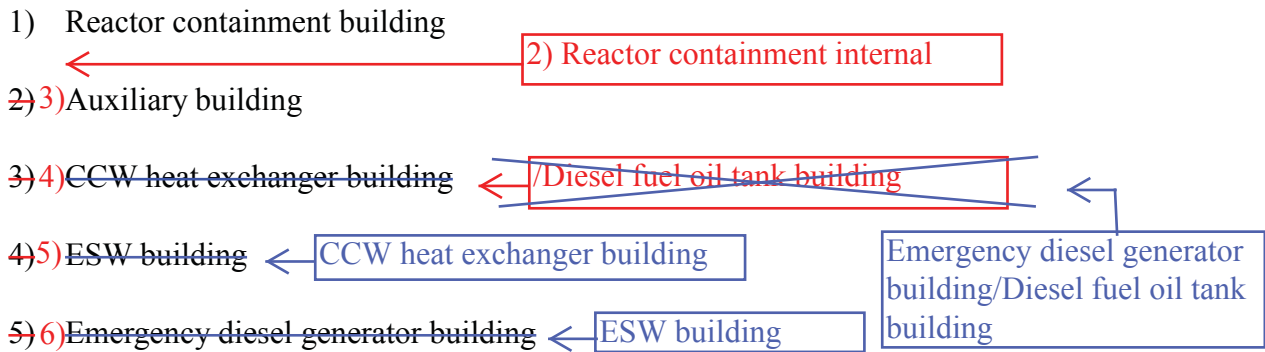 1) Reactor containment building
2) Reactor containment internal
2) 3) Auxiliary building
3) 4) CCW heat exchanger building /Diesel fuel oil tank building
4) 5) ESW building CCW heat exchanger building
Emergency diesel generator
building/Diesel fuel oil tank
building
5) 6) Emergency diesel generator building ESW building